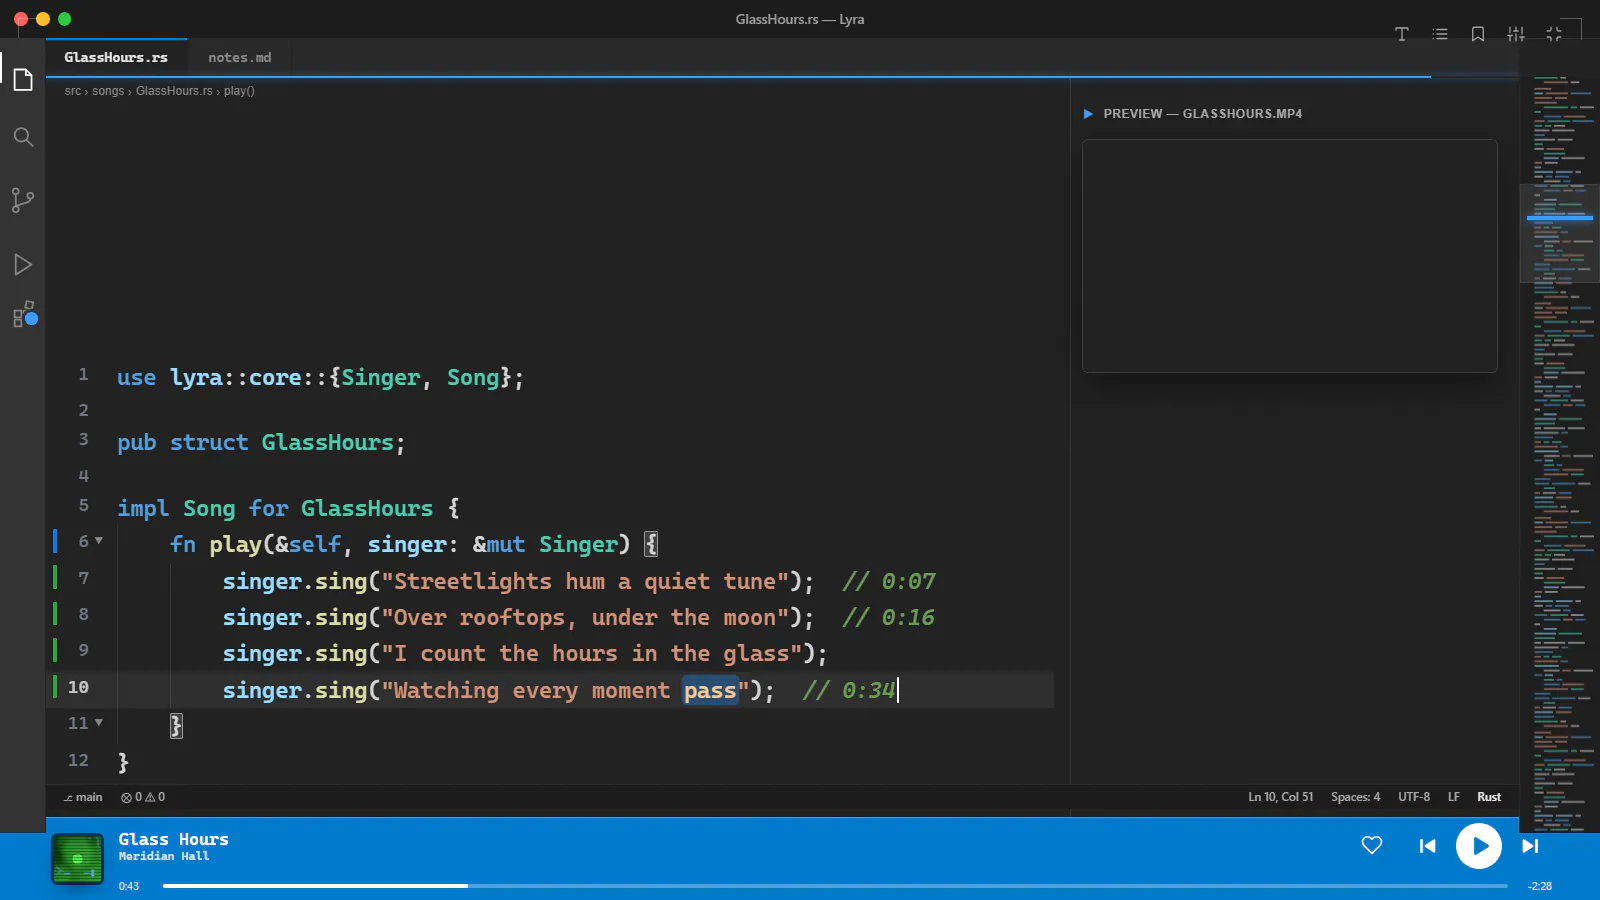 GlassHours.rs — Lyra
GlassHours.rs
notes.md
src › songs › GlassHours.rs › play()
PREVIEW — GLASSHOURS.MP4
1 use lyra::core::{Singer, Song};
2
3 pub struct GlassHours;
4
5 impl Song for GlassHours {
6 fn play(&self, singer: &mut Singer) {
7 singer.sing("Streetlights hum a quiet tune"); // 0:07
8 singer.sing("Over rooftops, under the moon"); // 0:16
9 singer.sing("I count the hours in the glass");
10 singer.sing("Watching every moment pass"); // 0:34
11 }
12 }
main 0 0
Ln 10, Col 51 Spaces: 4 UTF-8 LF Rust
Glass Hours
Meridian Hall
0:43
-2:28